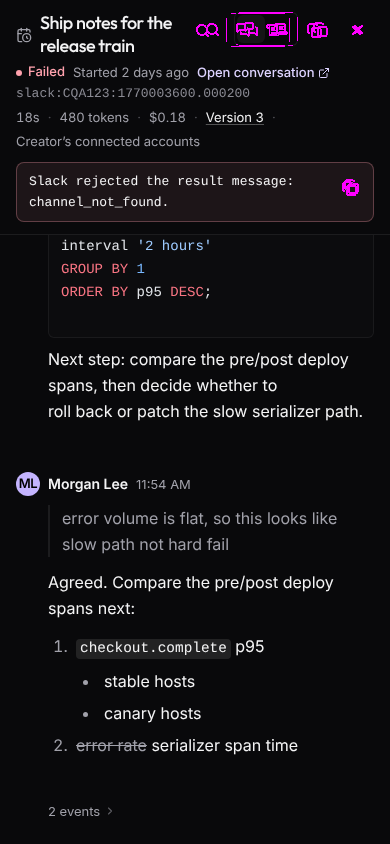 Ship notes for the
release train
Failed Started 2 days ago Open conversation
slack:CQA123:1770003600.000200
18s · 480 tokens · $0.18 · Version 3 ·
Creator's connected accounts
Slack rejected the result message:
channel_not_found.
interval '2 hours'
GROUP BY 1
ORDER BY p95 DESC;
Next step: compare the pre/post deploy
spans, then decide whether to
roll back or patch the slow serializer path.
ML Morgan Lee 11:54 AM
error volume is flat, so this looks like
slow path not hard fail
Agreed. Compare the pre/post deploy
spans next:
1. checkout.complete p95
• stable hosts
• canary hosts
2. error rate serializer span time
2 events